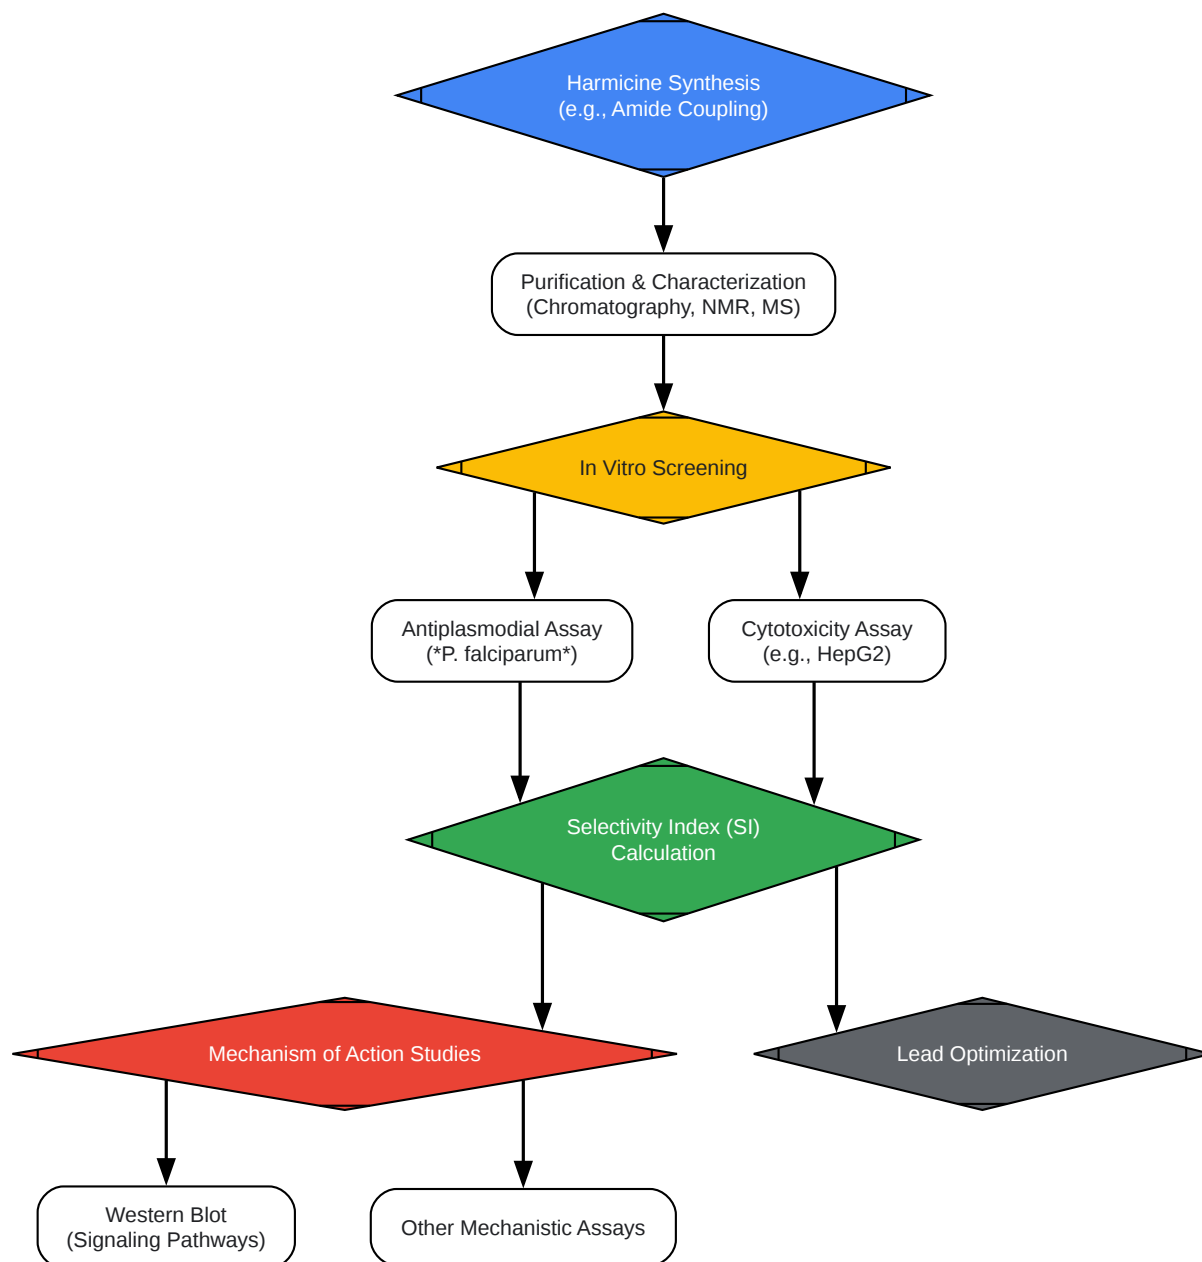 Harmicine Synthesis
(e.g., Amide Coupling)
Purification & Characterization
(Chromatography, NMR, MS)
In Vitro Screening
Antiplasmodial Assay
(*P. falciparum*)
Cytotoxicity Assay
(e.g., HepG2)
Selectivity Index (SI)
Calculation
Mechanism of Action Studies
Lead Optimization
Western Blot
(Signaling Pathways)
Other Mechanistic Assays